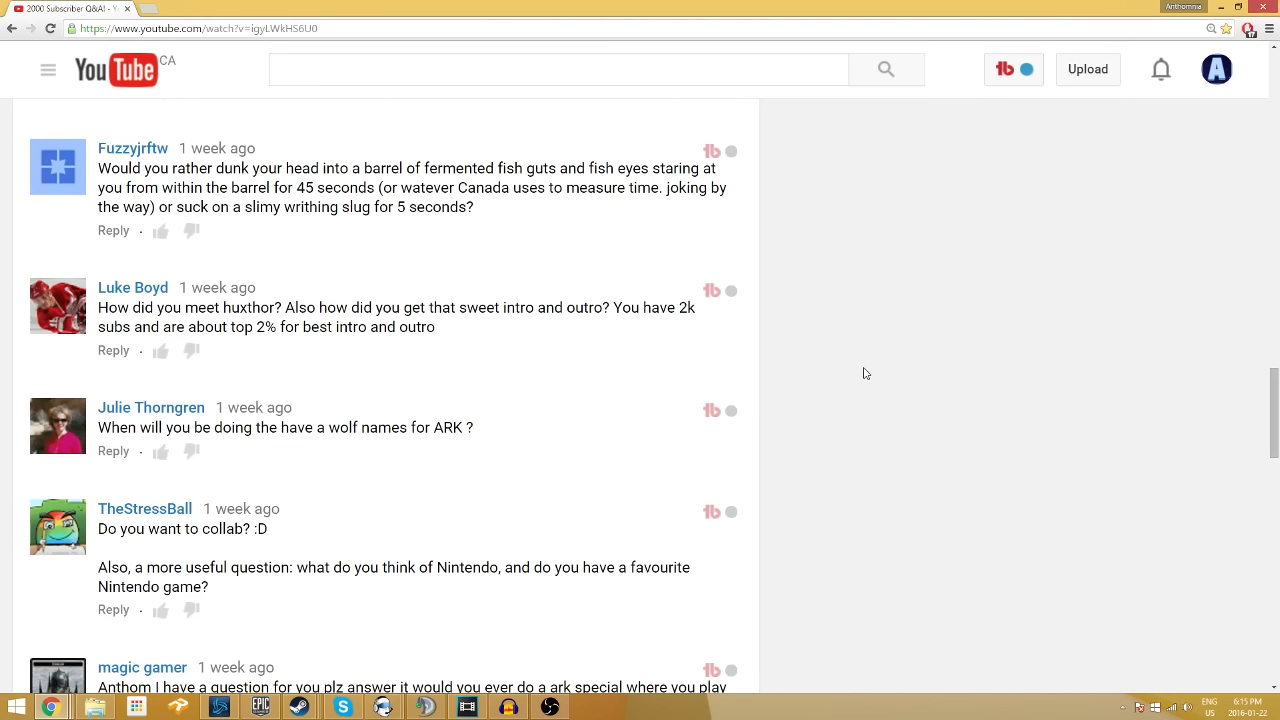 2000 Subscriber Q&A! - Y
Anthomnia
https://www.youtube.com/watch?v=igyLWkHS6U0
YouTube CA
Upload
A
Fuzzyjrftw 1 week ago
Would you rather dunk your head into a barrel of fermented fish guts and fish eyes staring at
you from within the barrel for 45 seconds (or watever Canada uses to measure time. joking by
the way) or suck on a slimy writhing slug for 5 seconds?
Reply
Luke Boyd 1 week ago
How did you meet huxthor? Also how did you get that sweet intro and outro? You have 2k
subs and are about top 2% for best intro and outro
Reply
Julie Thorngren 1 week ago
When will you be doing the have a wolf names for ARK ?
Reply
TheStressBall 1 week ago
Do you want to collab? :D
Also, a more useful question: what do you think of Nintendo, and do you have a favourite
Nintendo game?
Reply
magic gamer 1 week ago
Anthom I have a question for you plz answer it would you ever do a ark special where you play
EPIC
ENG
US
6:15 PM
2016-01-22